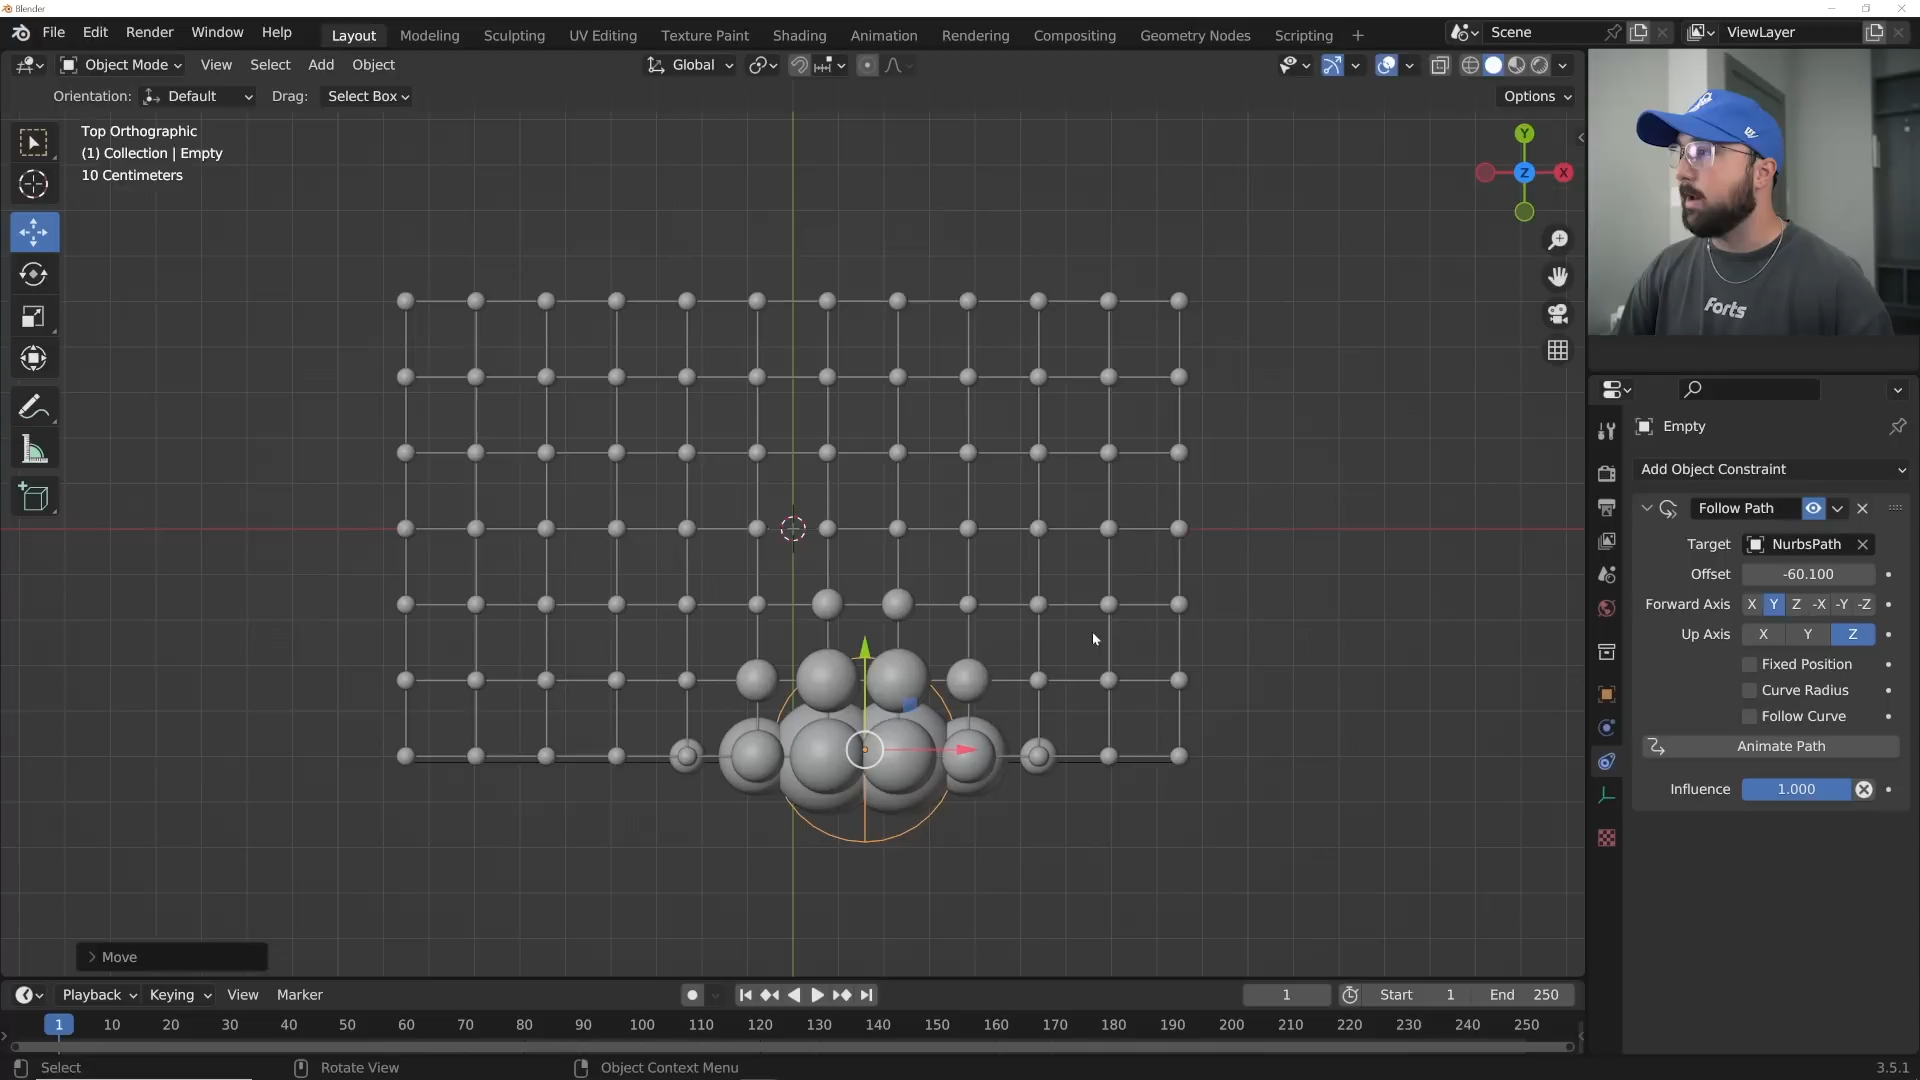 Blender
File Edit Render Window Help Layout Modeling Sculpting UV Editing Texture Paint Shading Animation Rendering Compositing Geometry Nodes Scripting + Scene ViewLayer
Object Mode View Select Add Object Global
Orientation: Default Drag: Select Box Options
Top Orthographic
(1) Collection | Empty
10 Centimeters
Y
Z X
Forts
Empty
Add Object Constraint
Follow Path
Target NurbsPath
Offset -60.100
Forward Axis X Y Z -X -Y -Z
Up Axis X Y Z
Fixed Position
Curve Radius
Follow Curve
Animate Path
Influence 1.000
Move
Playback Keying View Marker 1 Start 1 End 250
1 10 20 30 40 50 60 70 80 90 100 110 120 130 140 150 160 170 180 190 200 210 220 230 240 250
Select Rotate View Object Context Menu 3.5.1